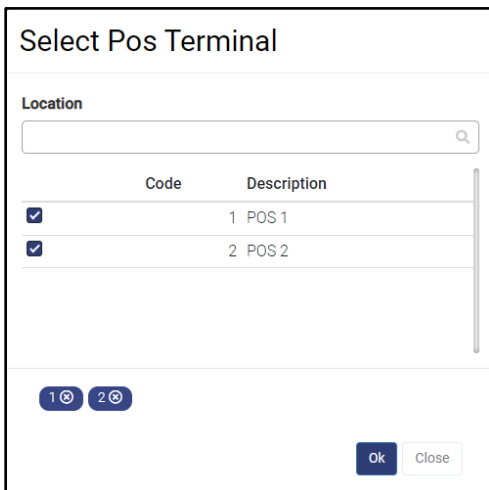 Select Pos Terminal
Location
Code Description
1 POS 1
2 POS 2
1 2
Ok Close